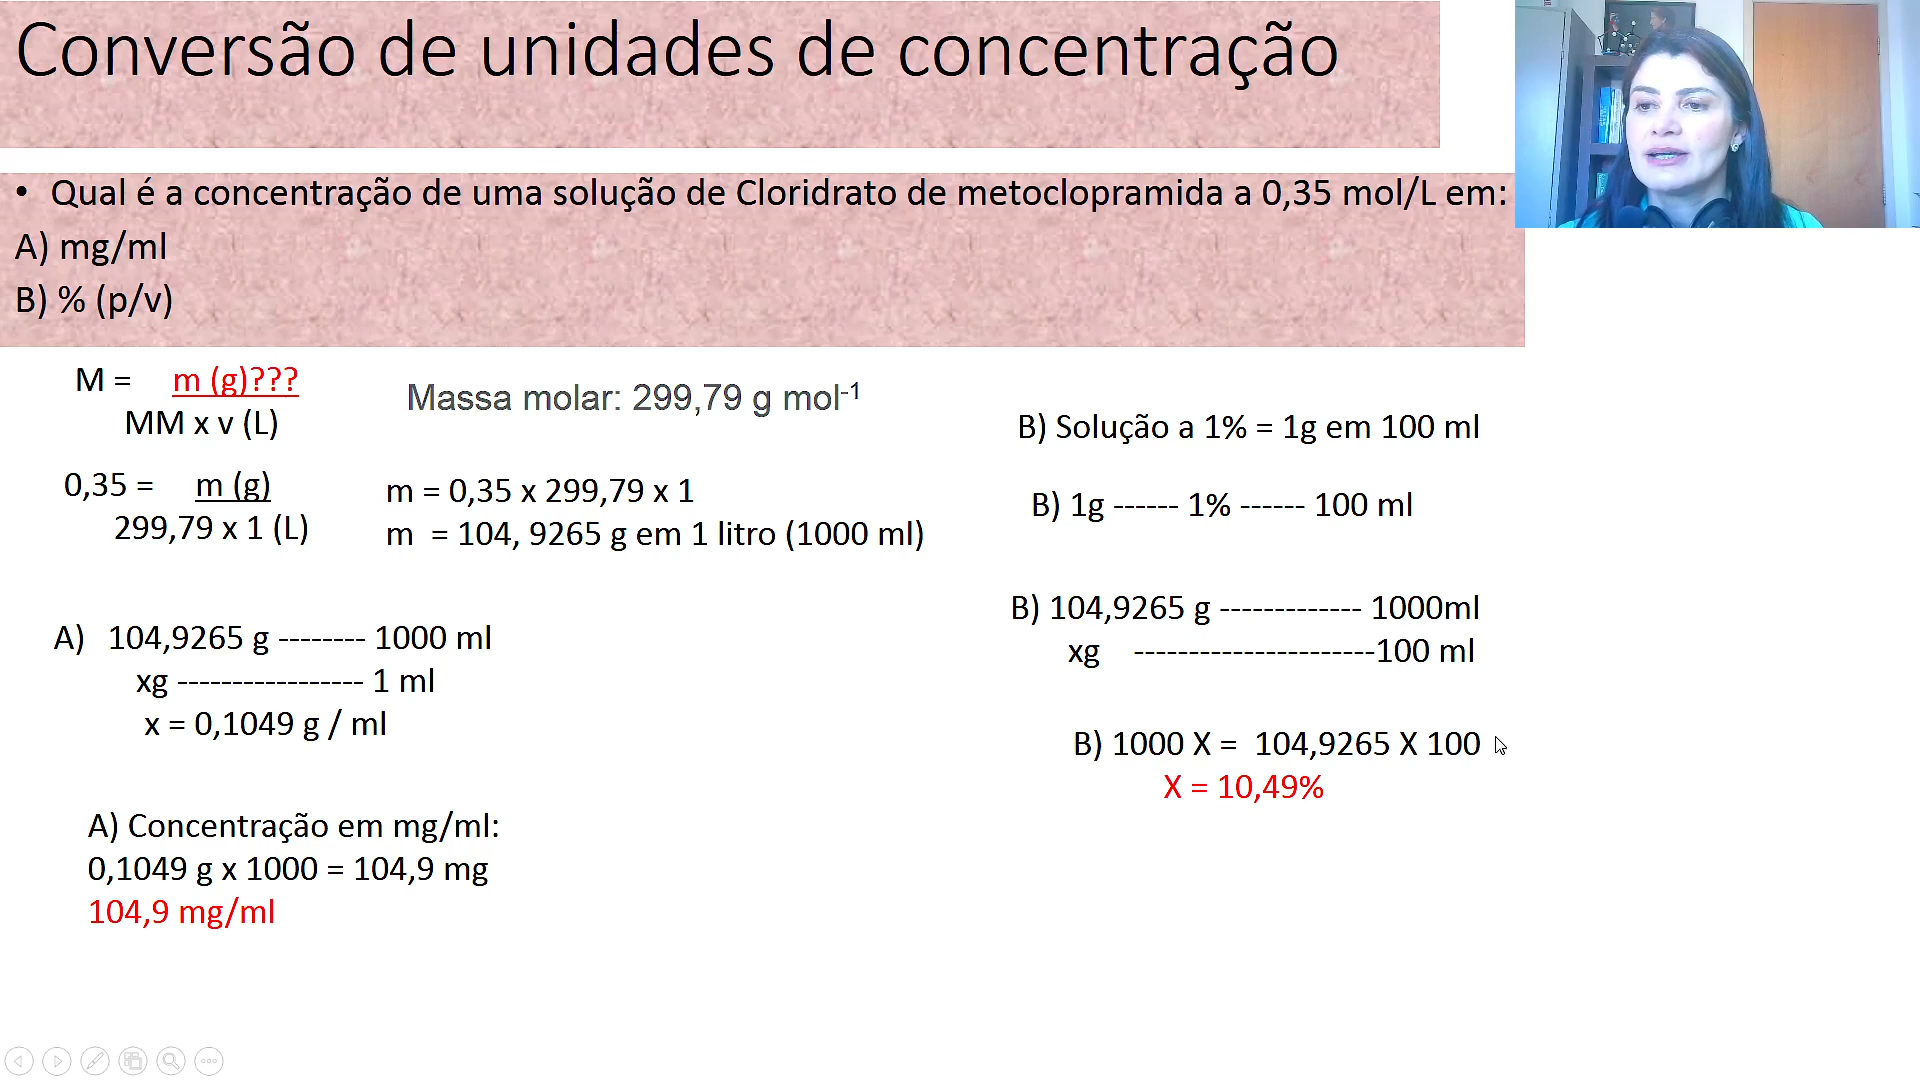 Conversão de unidades de concentração
• Qual é a concentração de uma solução de Cloridrato de metoclopramida a 0,35 mol/L em:
A) mg/ml
B) % (p/v)
M = m (g)???
MM x v (L)
Massa molar: 299,79 g mol⁻¹
0,35 = m (g)
299,79 x 1 (L)
m = 0,35 x 299,79 x 1
m = 104, 9265 g em 1 litro (1000 ml)
A) 104,9265 g -------- 1000 ml
xg ----------------- 1 ml
x = 0,1049 g / ml
A) Concentração em mg/ml:
0,1049 g x 1000 = 104,9 mg
104,9 mg/ml
B) Solução a 1% = 1g em 100 ml
B) 1g ------ 1% ------ 100 ml
B) 104,9265 g ------------- 1000ml
xg ----------------------100 ml
B) 1000 X = 104,9265 X 100
X = 10,49%